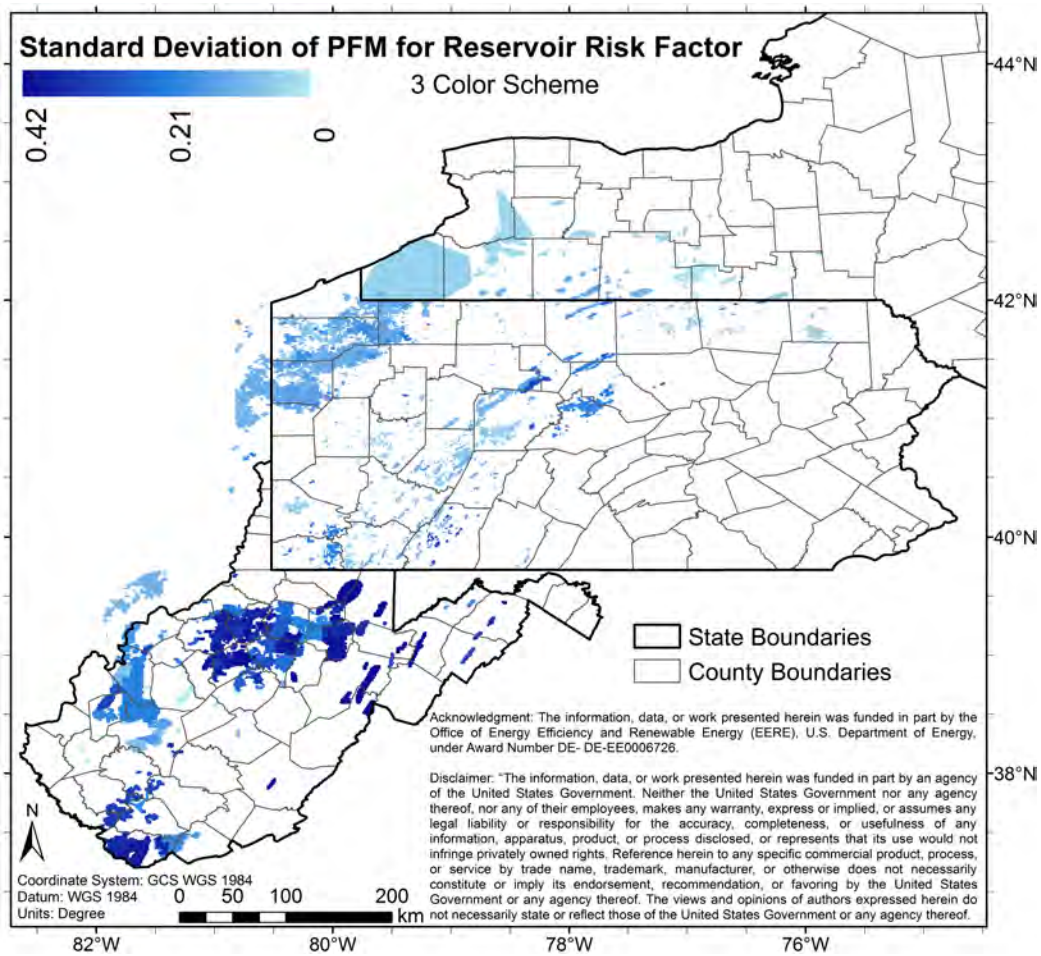 Standard Deviation of PFM for Reservoir Risk Factor
3 Color Scheme
0.42
0.21
0
44°N
42°N
40°N
38°N
State Boundaries
County Boundaries
Acknowledgment: The information, data, or work presented herein was funded in part by the
Office of Energy Efficiency and Renewable Energy (EERE), U.S. Department of Energy,
under Award Number DE- DE-EE0006726.
Disclaimer: "The information, data, or work presented herein was funded in part by an agency
of the United States Government. Neither the United States Government nor any agency
thereof, nor any of their employees, makes any warranty, express or implied, or assumes any
legal liability or responsibility for the accuracy, completeness, or usefulness of any
information, apparatus, product, or process disclosed, or represents that its use would not
infringe privately owned rights. Reference herein to any specific commercial product, process,
or service by trade name, trademark, manufacturer, or otherwise does not necessarily
constitute or imply its endorsement, recommendation, or favoring by the United States
Government or any agency thereof. The views and opinions of authors expressed herein do
not necessarily state or reflect those of the United States Government or any agency thereof.
N
Coordinate System: GCS WGS 1984
Datum: WGS 1984
Units: Degree
0 50 100 200
km
82°W 80°W 78°W 76°W